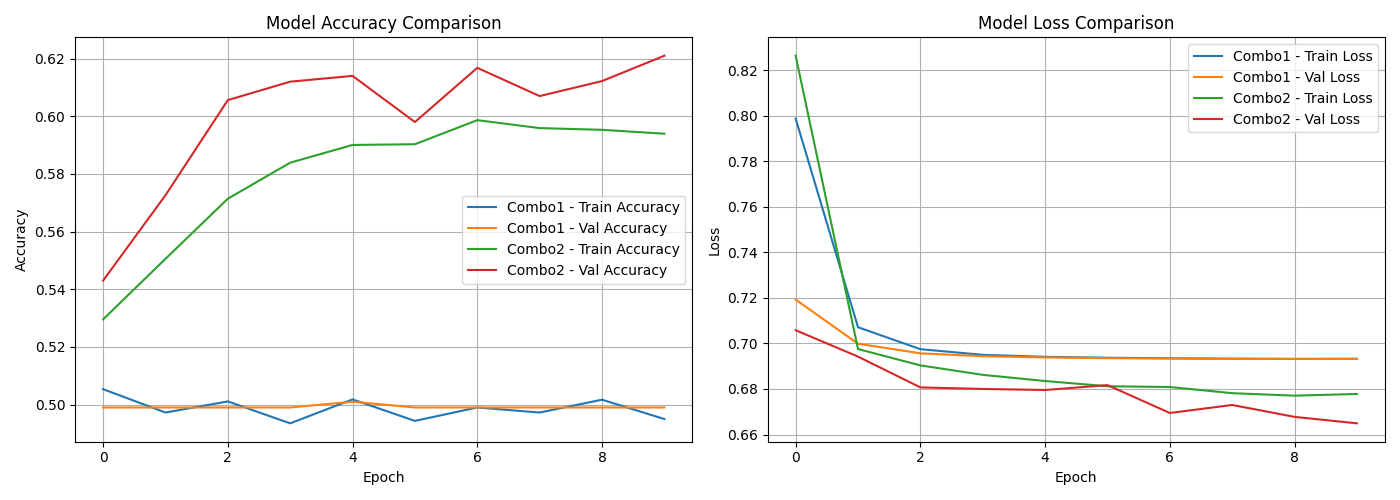 Model Accuracy Comparison
0.62
0.60
0.58
0.56
0.54
0.52
0.50
Accuracy
0
2
4
6
8
Epoch
Combo1 - Train Accuracy
Combo1 - Val Accuracy
Combo2 - Train Accuracy
Combo2 - Val Accuracy
Model Loss Comparison
0.82
0.80
0.78
0.76
0.74
0.72
0.70
0.68
0.66
Loss
0
2
4
6
8
Epoch
Combo1 - Train Loss
Combo1 - Val Loss
Combo2 - Train Loss
Combo2 - Val Loss